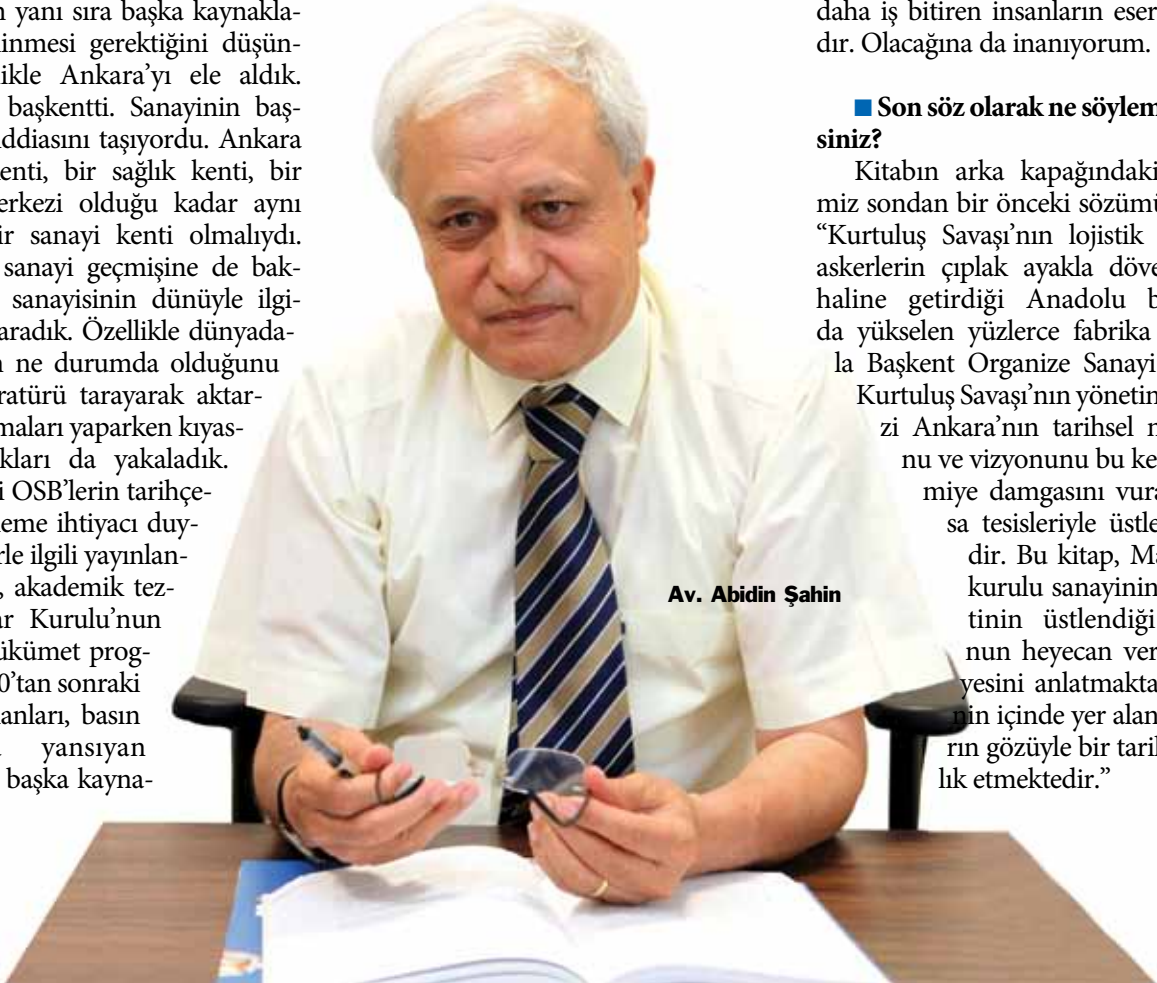 yanı sıra başka kaynakla-
inmesi gerektiğini düşün-
ikle Ankara’yı ele aldık.
başkentti. Sanayinin baş-
iddiasını taşıyordu. Ankara
enti, bir sağlık kenti, bir
erkezi olduğu kadar aynı
ir sanayi kenti olmalıydı.
sanayi geçmişine de bak-
sanayisinin dünüyle ilgi-
aradık. Özellikle dünyada-
ne durumda olduğunu
ratürü tarayarak aktar-
maları yaparken kıyas-
kları da yakaladık.
i OSB’lerin tarihçe-
leme ihtiyacı duy-
rle ilgili yayınlan-
, akademik tez-
ar Kurulu’nun
ükümet prog-
0’tan sonraki
lanları, basın
yansıyan
başka kayna-
Av. Abidin Şahin
daha iş bitiren insanların eser
dır. Olacağına da inanıyorum.
■ Son söz olarak ne söylem
siniz?
Kitabın arka kapağındaki
miz sondan bir önceki sözümü
“Kurtuluş Savaşı’nın lojistik
askerlerin çıplak ayakla döve
haline getirdiği Anadolu b
da yükselen yüzlerce fabrika
la Başkent Organize Sanayi
Kurtuluş Savaşı’nın yönetin
zi Ankara’nın tarihsel
nu ve vizyonunu bu ke
miye damgasını vura
sa tesisleriyle üstle
dir. Bu kitap, Ma
kurulu sanayinin
tinin üstlendiği
nun heyecan ver
yesini anlatmakta
nin içinde yer alan
rın gözüyle bir tarih
lık etmektedir.”